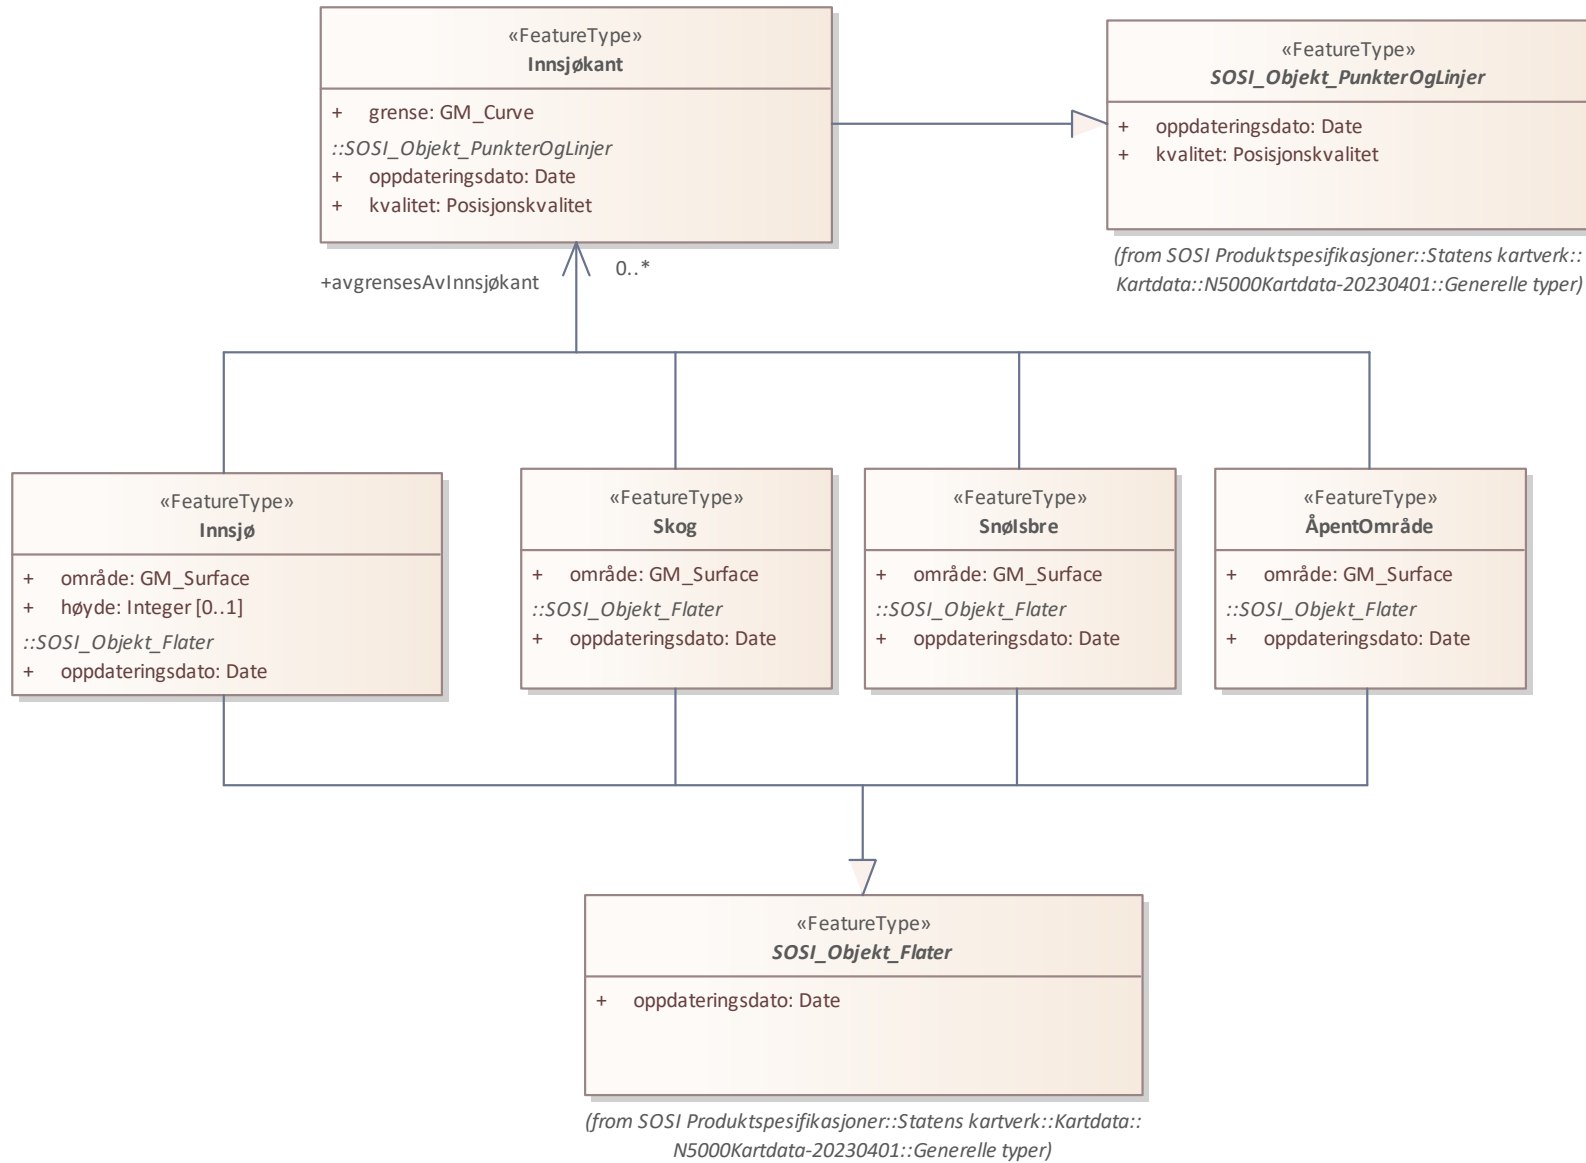 «FeatureType»
Innsjøkant
+ grense: GM_Curve
::SOSI_Objekt_PunkterOgLinjer
+ oppdateringsdato: Date
+ kvalitet: Posisjonskvalitet
«FeatureType»
SOSI_Objekt_PunkterOgLinjer
+ oppdateringsdato: Date
+ kvalitet: Posisjonskvalitet
(from SOSI Produktspesifikasjoner::Statens kartverk::
Kartdata::N5000Kartdata-20230401::Generelle typer)
+avgrensesAvInnsjøkant
0..*
«FeatureType»
Innsjø
+ område: GM_Surface
+ høyde: Integer [0..1]
::SOSI_Objekt_Flater
+ oppdateringsdato: Date
«FeatureType»
Skog
+ område: GM_Surface
::SOSI_Objekt_Flater
+ oppdateringsdato: Date
«FeatureType»
SnøIsbre
+ område: GM_Surface
::SOSI_Objekt_Flater
+ oppdateringsdato: Date
«FeatureType»
ÅpentOmråde
+ område: GM_Surface
::SOSI_Objekt_Flater
+ oppdateringsdato: Date
«FeatureType»
SOSI_Objekt_Flater
+ oppdateringsdato: Date
(from SOSI Produktspesifikasjoner::Statens kartverk::Kartdata::
N5000Kartdata-20230401::Generelle typer)